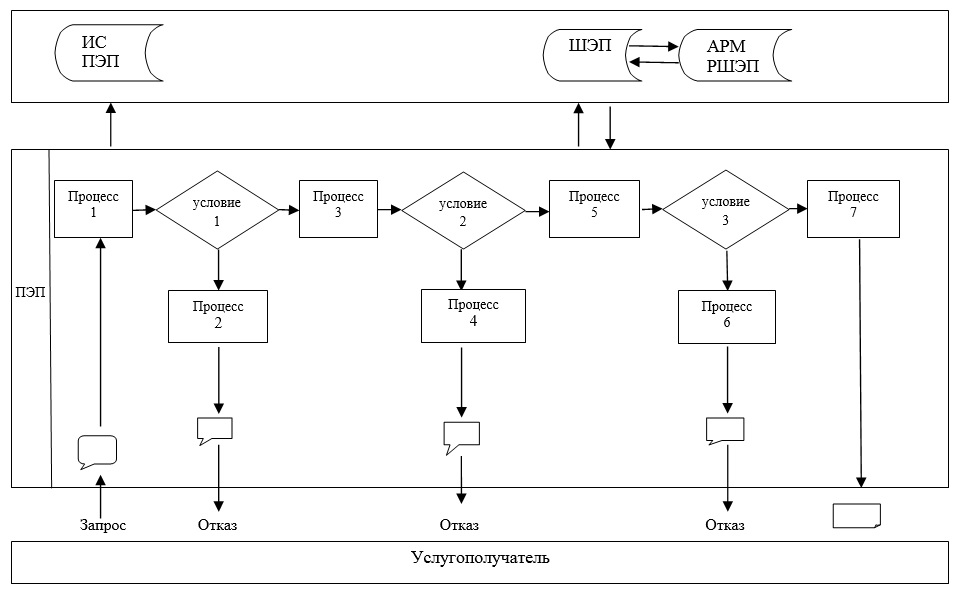 ИС
ПЭП
ШЭП
АРМ
РШЭП
ПЭП
Процесс
1
условие
1
Процесс
3
условие
2
Процесс
5
условие
3
Процесс
7
Процесс
2
Процесс
4
Процесс
6
Запрос
Отказ
Отказ
Отказ
Услугополучатель